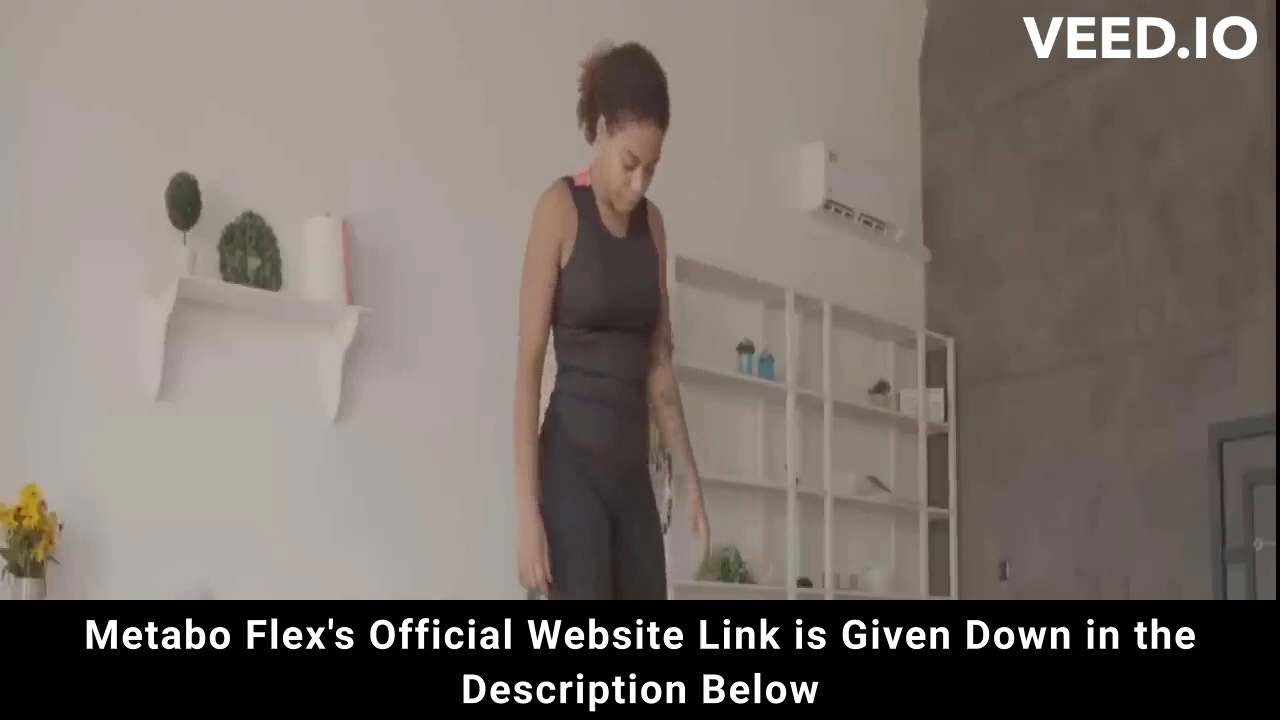 VEED.IO
Metabo Flex's Official Website Link is Given Down in the
Description Below